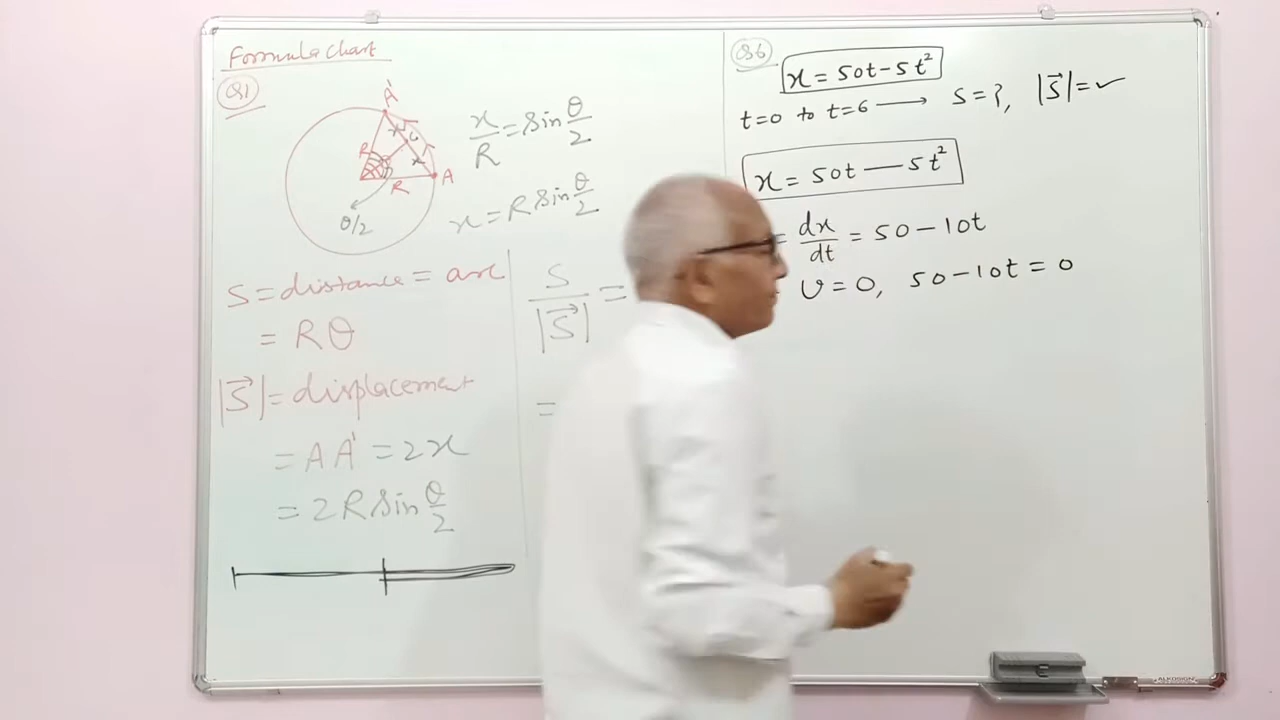 Formula chart
Q1
A'
x
R
x
R
A
θ/2
x/R = Sin θ/2
x = R Sin θ/2
S = distance = arc
= Rθ
|S⃗| = displacement
= AA' = 2x
= 2R Sin θ/2
S/|S⃗| =
=
Q6
x = 50t - 5t²
t=0 to t=6 → S = ?, |S⃗| = ✓
x = 50t — 5t²
= dx/dt = 50 - 10t
v = 0, 50 - 10t = 0